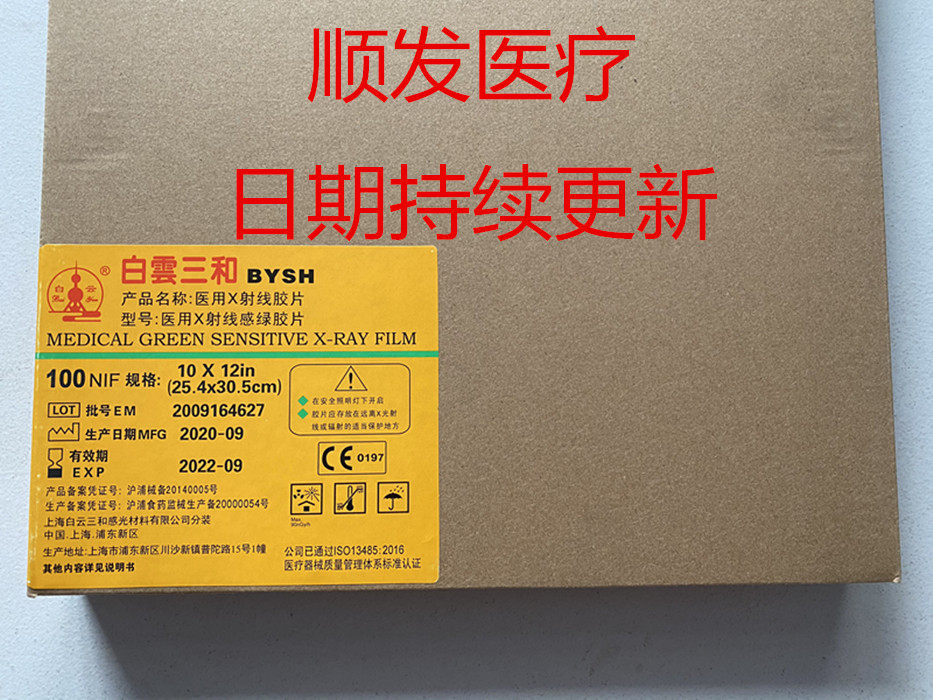 顺发医疗
日期持续更新
白雲三和 BYSH
白云
®
产品名称:医用X射线胶片
型号:医用X射线感绿胶片
MEDICAL GREEN SENSITIVE X-RAY FILM
100 NIF 规格: 10 X 12in
(25.4x30.5cm)
LOT 批号EM 2009164627
生产日期MFG 2020-09
有效期
EXP 2022-09
在安全照明灯下开启
胶片应存放在远离X光射
线或辐射的适当保护地方
CE 0197
产品备案凭证号: 沪浦械备20140005号
生产备案凭证号: 沪浦食药监械生产备20000054号
上海白云三和感光材料有限公司分装
中国.上海.浦东新区
生产地址:上海市浦东新区川沙新镇普陀路15号1幢
其他内容详见说明书
Max
公司已通过ISO13485:2016
医疗器械质量管理体系标准认证